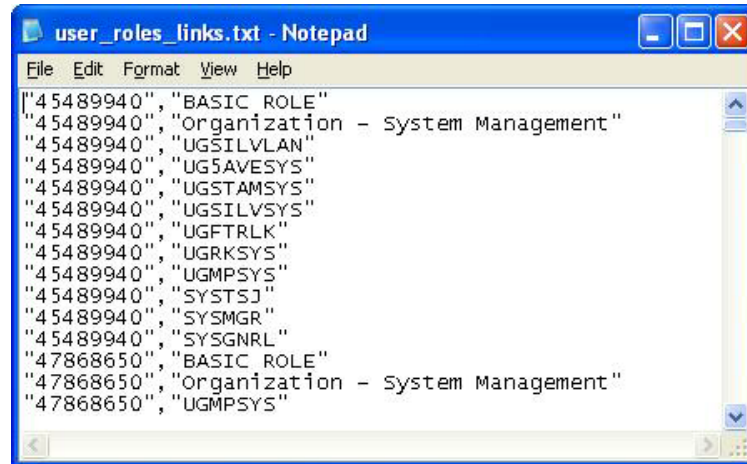 user_roles_links.txt - Notepad
File Edit Format View Help
"45489940","BASIC ROLE"
"45489940","Organization - System Management"
"45489940","UGSILVLAN"
"45489940","UG5AVESYS"
"45489940","UGSTAMSYS"
"45489940","UGSILVSYS"
"45489940","UGFTRLK"
"45489940","UGRKSYS"
"45489940","UGMPSYS"
"45489940","SYSTSJ"
"45489940","SYSMGR"
"45489940","SYSGNRL"
"47868650","BASIC ROLE"
"47868650","Organization - System Management"
"47868650","UGMPSYS"